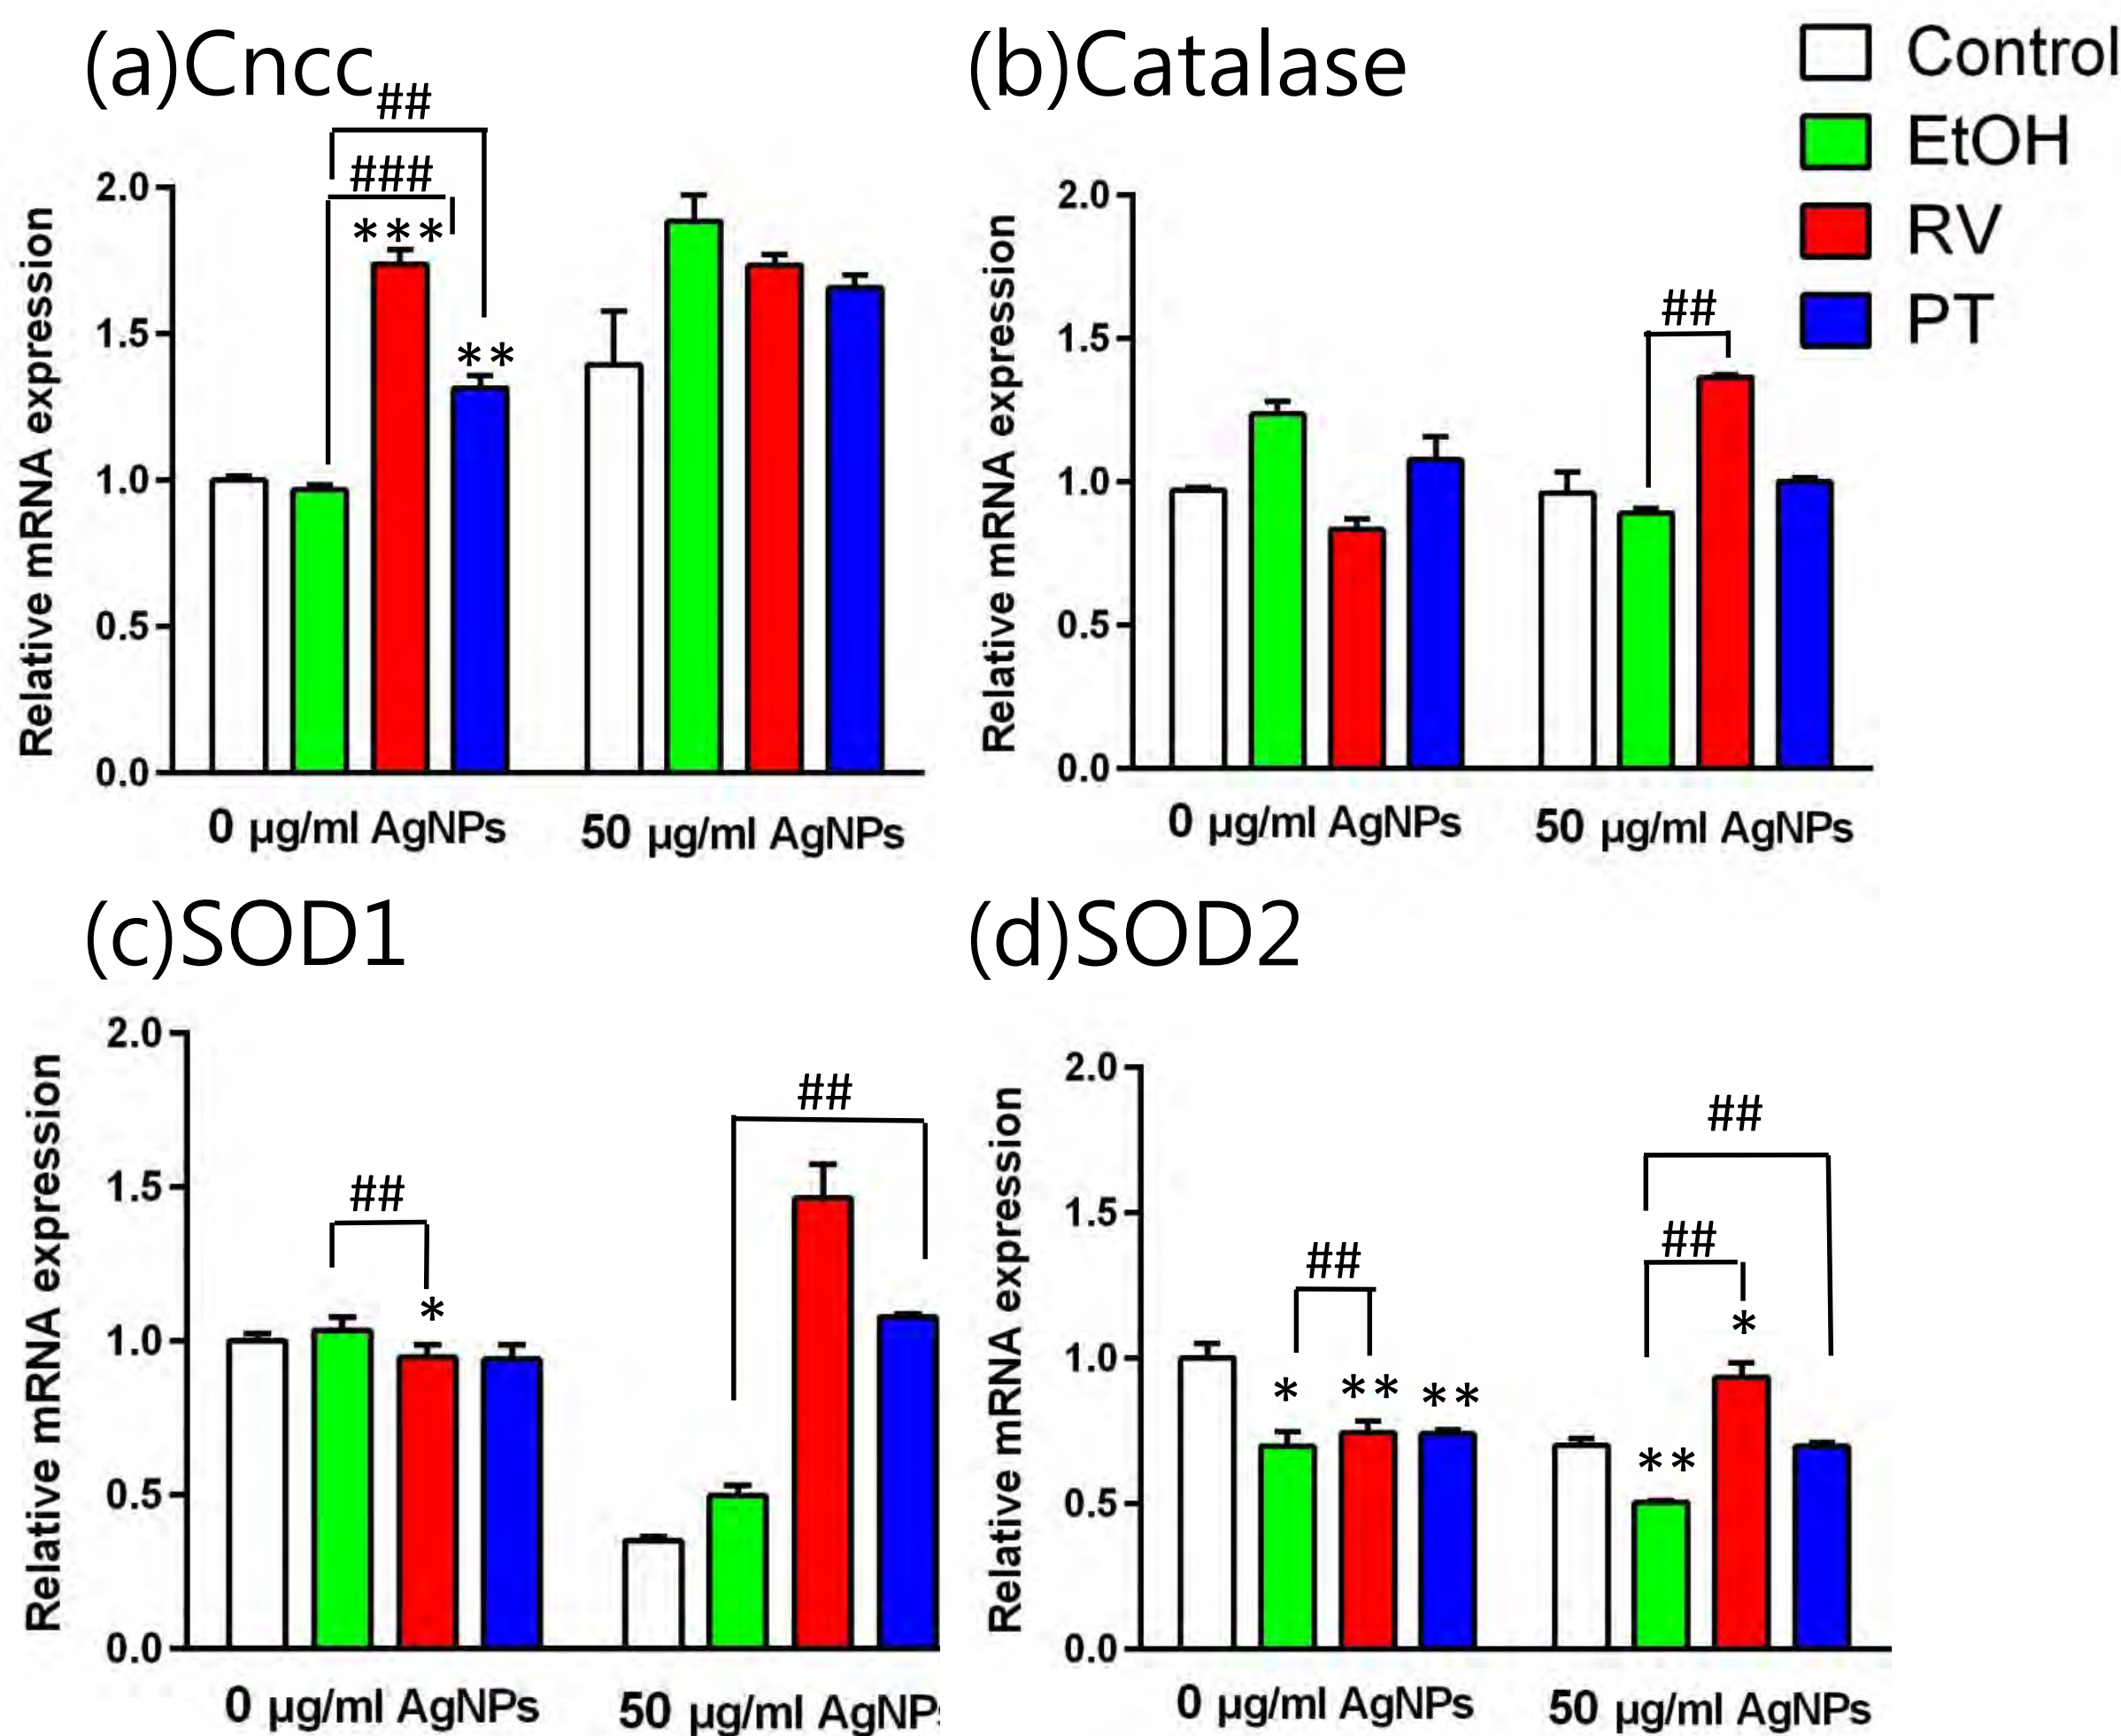 (a)Cncc
##
###
***
**
2.0
1.5
1.0
0.5
0.0
Relative mRNA expression
0 µg/ml AgNPs
50 µg/ml AgNPs
(b)Catalase
##
2.0
1.5
1.0
0.5
0.0
Relative mRNA expression
0 µg/ml AgNPs
50 µg/ml AgNPs
Control
EtOH
RV
PT
(c)SOD1
##
##
*
2.0
1.5
1.0
0.5
0.0
Relative mRNA expression
0 µg/ml AgNPs
50 µg/ml AgNPs
(d)SOD2
##
##
##
*
*
**
**
**
2.0
1.5
1.0
0.5
0.0
Relative mRNA expression
0 µg/ml AgNPs
50 µg/ml AgNPs